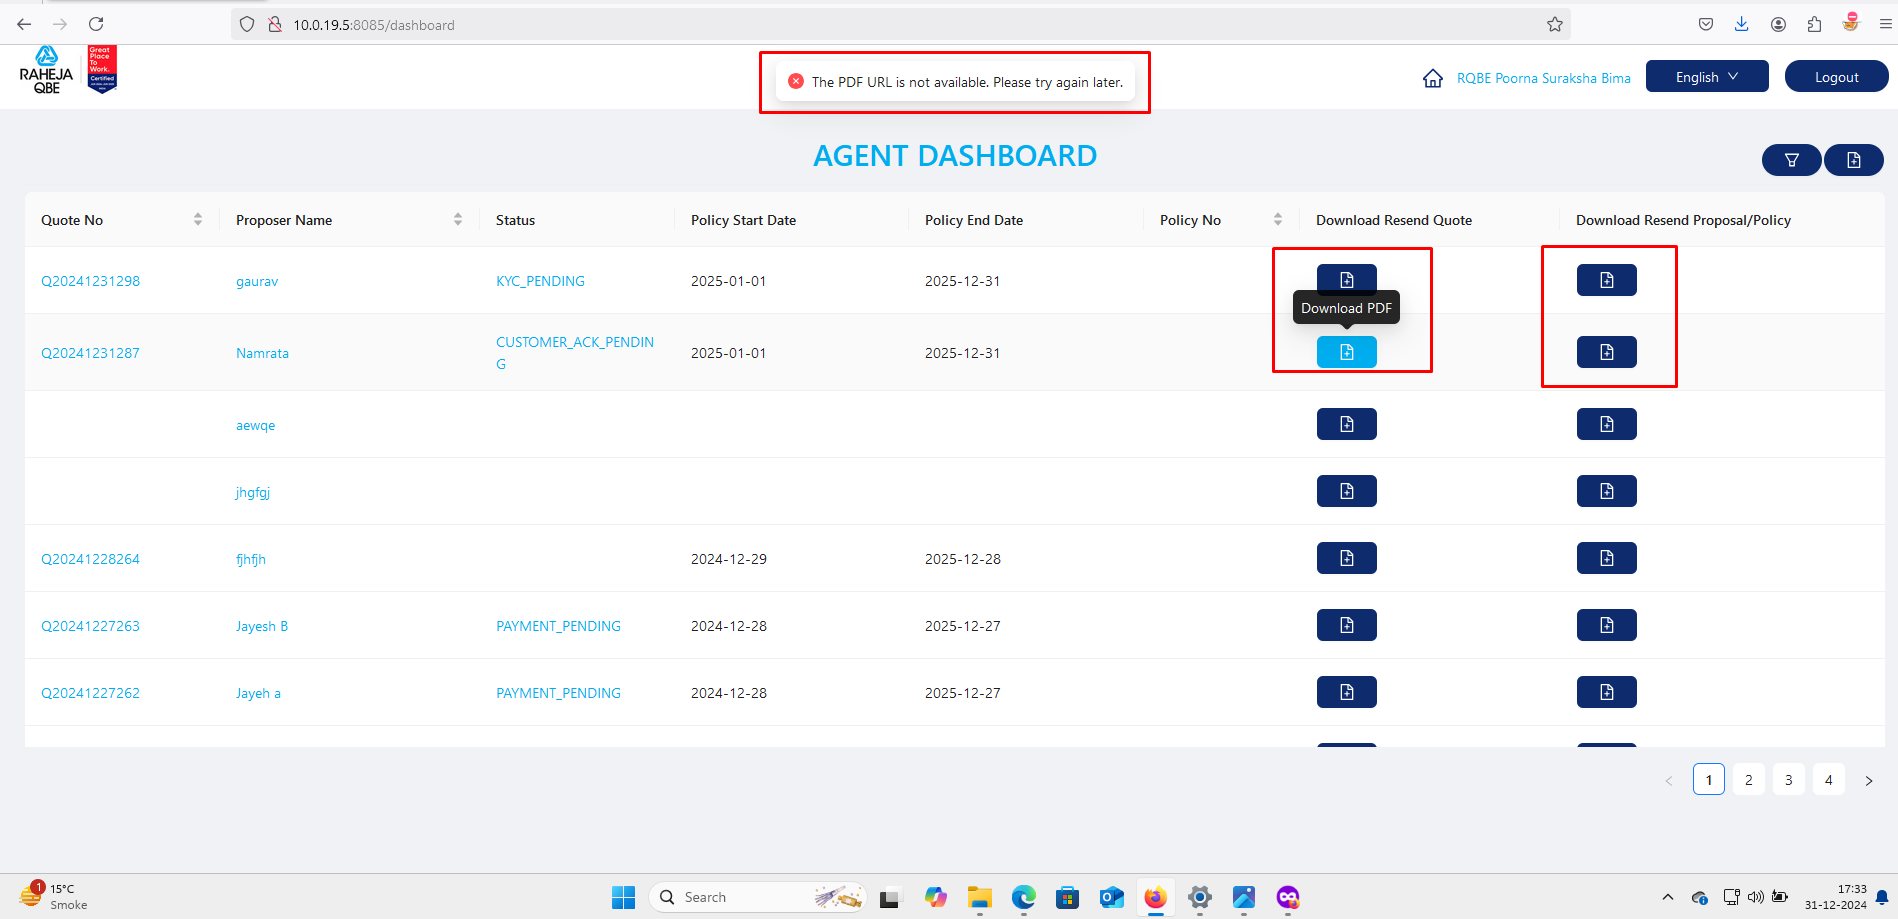 10.0.19.5:8085/dashboard
RAHEJA
QBE
Great
Place
To
Work.
Certified
The PDF URL is not available. Please try again later.
RQBE Poorna Suraksha Bima
English
Logout
AGENT DASHBOARD
Quote No Proposer Name Status Policy Start Date Policy End Date Policy No Download Resend Quote Download Resend Proposal/Policy
Q20241231298 gaurav KYC_PENDING 2025-01-01 2025-12-31
Download PDF
Q20241231287 Namrata CUSTOMER_ACK_PENDIN
G 2025-01-01 2025-12-31
aewqe
jhgfgj
Q20241228264 fjhfjh 2024-12-29 2025-12-28
Q20241227263 Jayesh B PAYMENT_PENDING 2024-12-28 2025-12-27
Q20241227262 Jayeh a PAYMENT_PENDING 2024-12-28 2025-12-27
< 1 2 3 4 >
1
15°C
Smoke
Search
17:33
31-12-2024